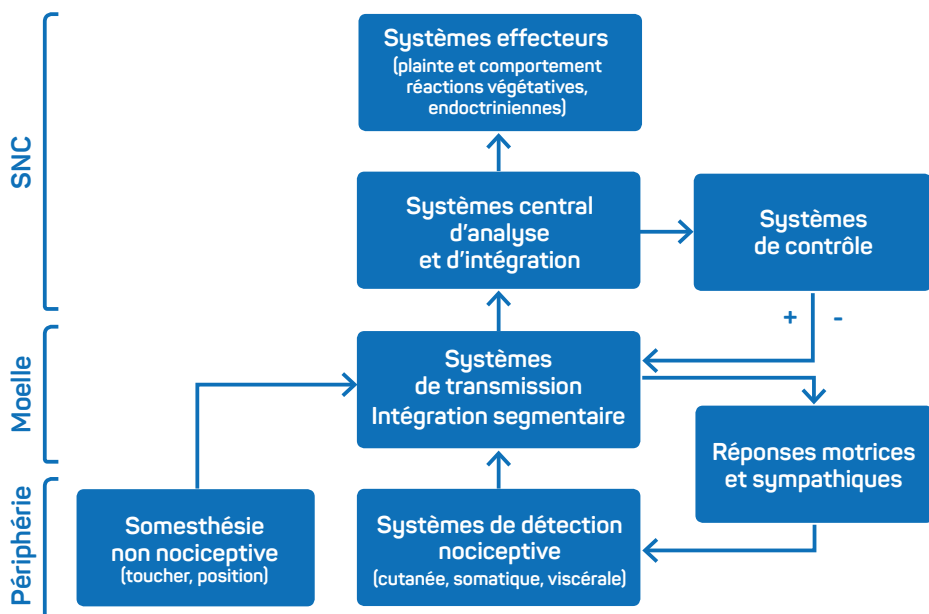 SNC
Systèmes effecteurs
(plainte et comportement
réactions végétatives,
endoctriniennes)
Systèmes central
d'analyse
et d'intégration
Systèmes
de contrôle
+ -
Moelle
Systèmes
de transmission
Intégration segmentaire
Réponses motrices
et sympathiques
Périphérie
Somesthésie
non nociceptive
(toucher, position)
Systèmes de détection
nociceptive
(cutanée, somatique, viscérale)